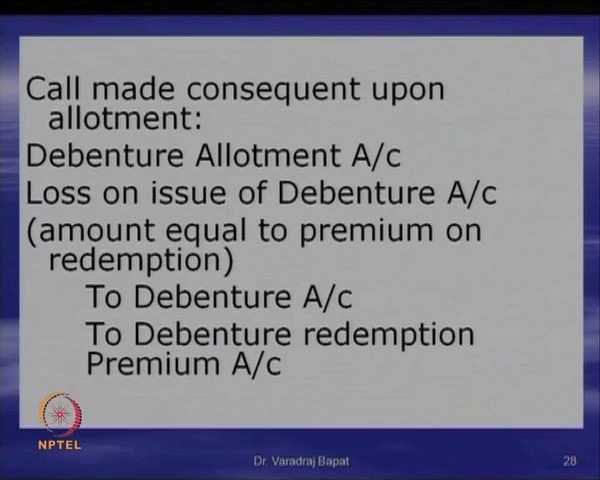 Call made consequent upon
allotment:
Debenture Allotment A/c
Loss on issue of Debenture A/c
(amount equal to premium on
redemption)
To Debenture A/c
To Debenture redemption
Premium A/c
NPTEL
Dr. Varadraj Bapat
28